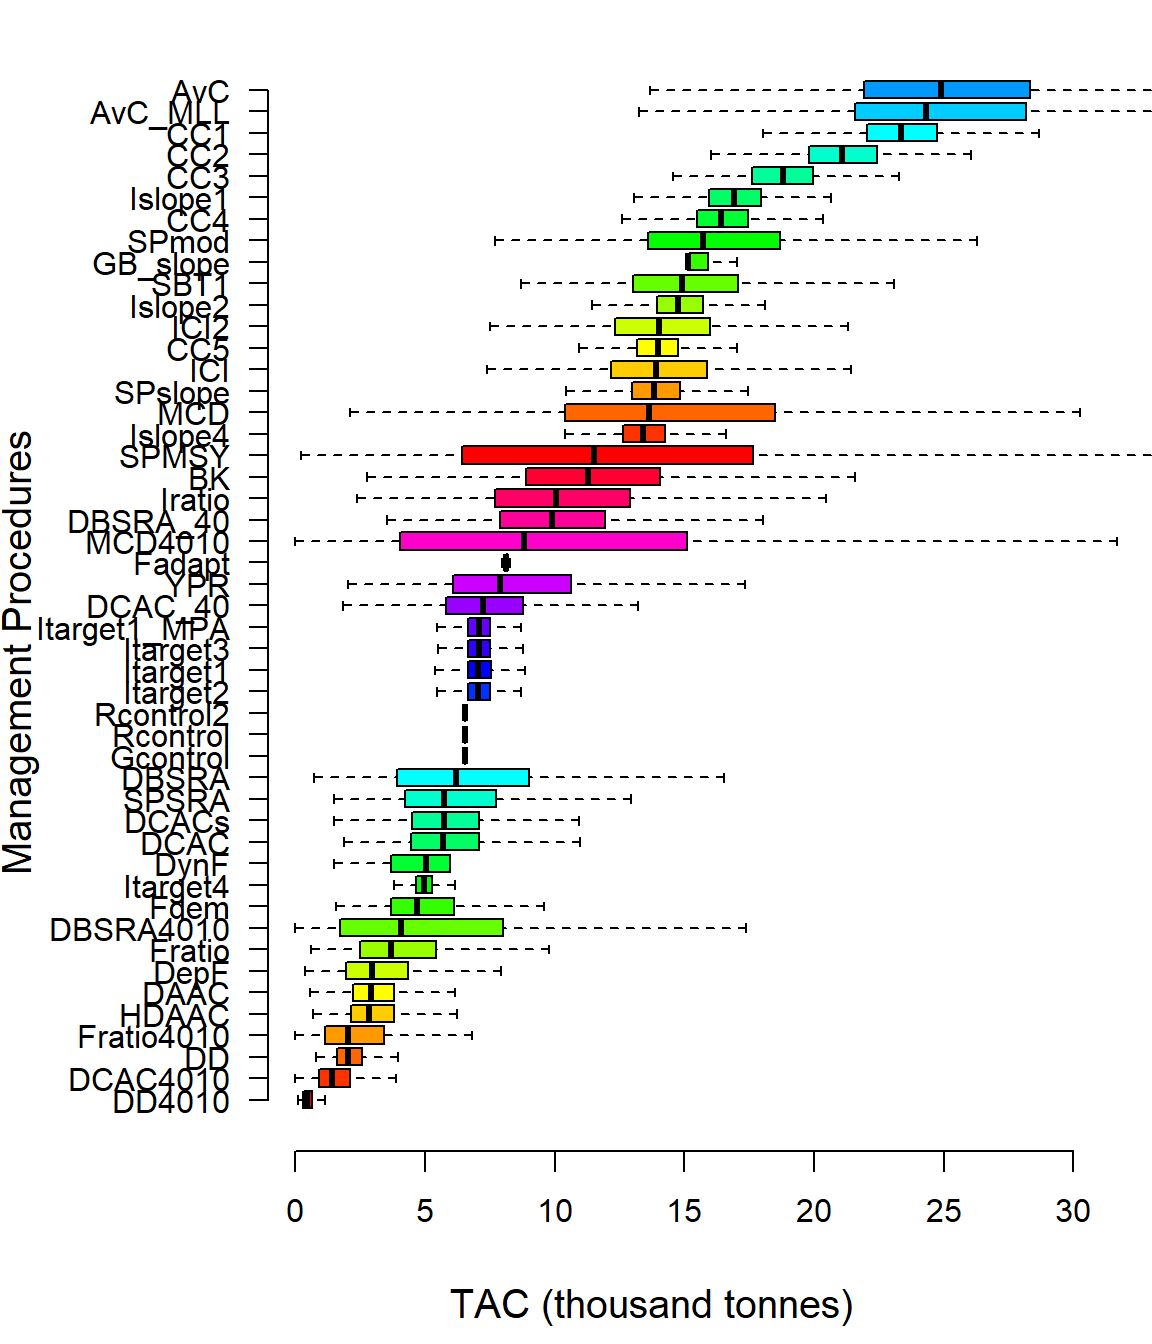 AvC
AvC_MLL
CC1
CC2
CC3
Islope1
CC4
SPmod
GB_slope
SBT1
Islope2
ICI2
CC5
ICI
SPslope
MCD
Islope4
SPMSY
BK
Iratio
DBSRA_40
MCD4010
Fadapt
YPR
DCAC_40
Itarget1_MPA
Itarget3
Itarget1
Itarget2
Rcontrol2
Rcontrol
Gcontrol
DBSRA
SPSRA
DCACs
DCAC
DynF
Itarget4
Fdem
DBSRA4010
Fratio
DepF
DAAC
HDAAC
Fratio4010
DD
DCAC4010
DD4010
Management Procedures
0 5 10 15 20 25 30
TAC (thousand tonnes)